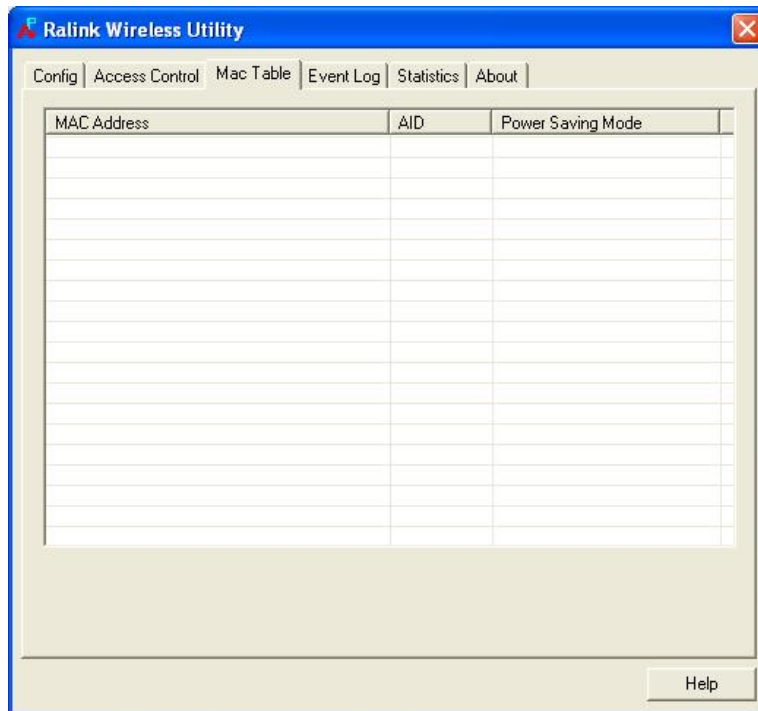 Ralink Wireless Utility
Config Access Control Mac Table Event Log Statistics About
MAC Address AID Power Saving Mode
Help